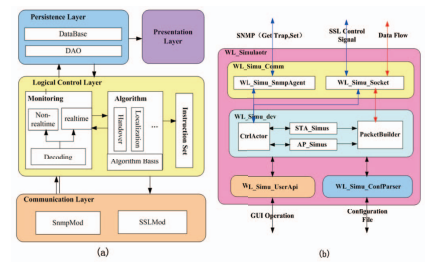 Persistence Layer
DataBase
DAO
Presentation
Layer
Logical Control Layer
Monitoring
Non-
realtime
realtime
Decoding
Algorithm
Handover
Localization
...
Algorithm Basis
Instruction Set
Communication Layer
SnmpMod
SSLMod
(a)
SNMP (Get Trap,Set)
SSL Control
Signal
Data Flow
WL_Simulaotr
WL_Simu_Comm
WL_Simu_SnmpAgent
WL_Simu_Socket
WL_Simu_dev
CtrlActor
STA_Simus
AP_Simus
PacketBuilder
WL_Simu_UserApi
WL_Simu_ConfParser
GUI Operation
Configuration
File
(b)